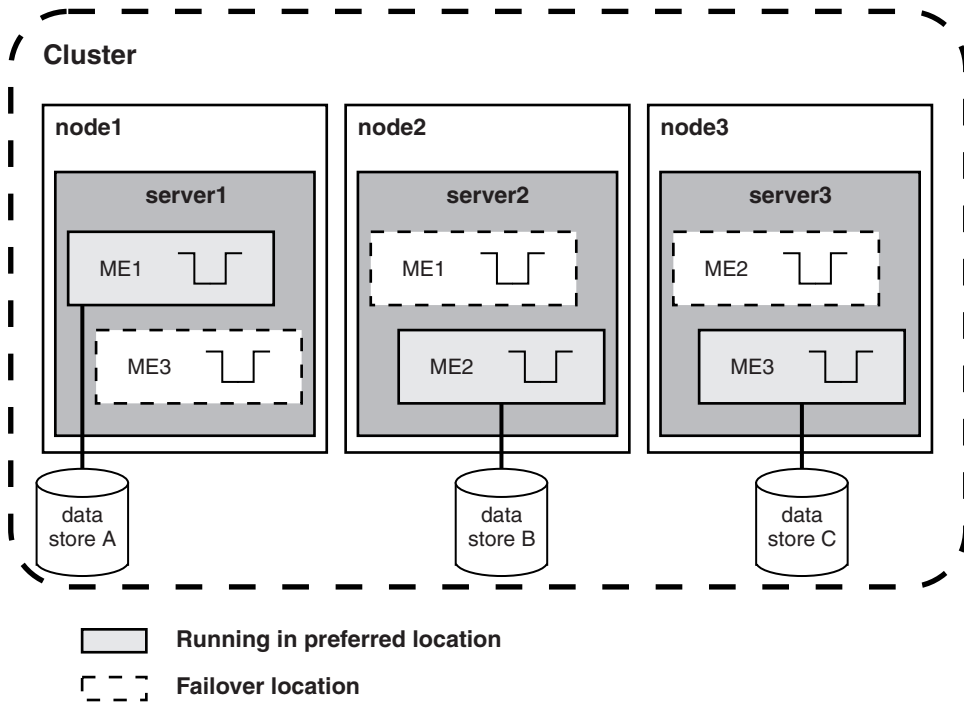 Cluster
node1
server1
ME1
ME3
data
store A
node2
server2
ME1
ME2
data
store B
node3
server3
ME2
ME3
data
store C
Running in preferred location
Failover location